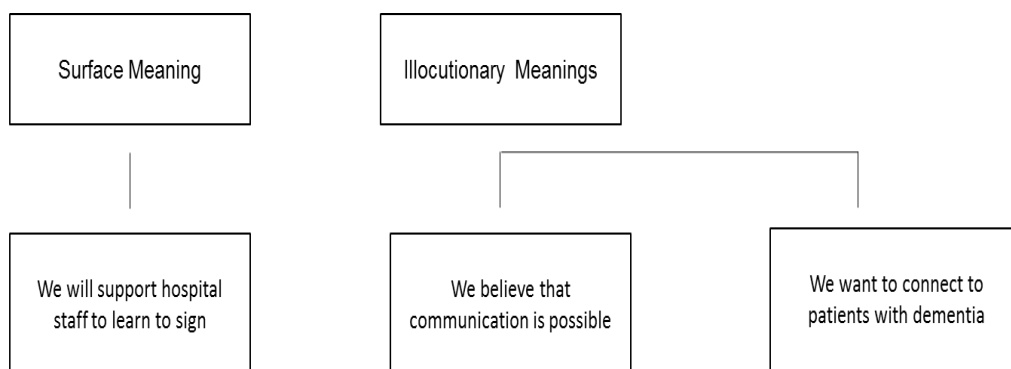 Surface Meaning
Illocutionary Meanings
We will support hospital
staff to learn to sign
We believe that
communication is possible
We want to connect to
patients with dementia